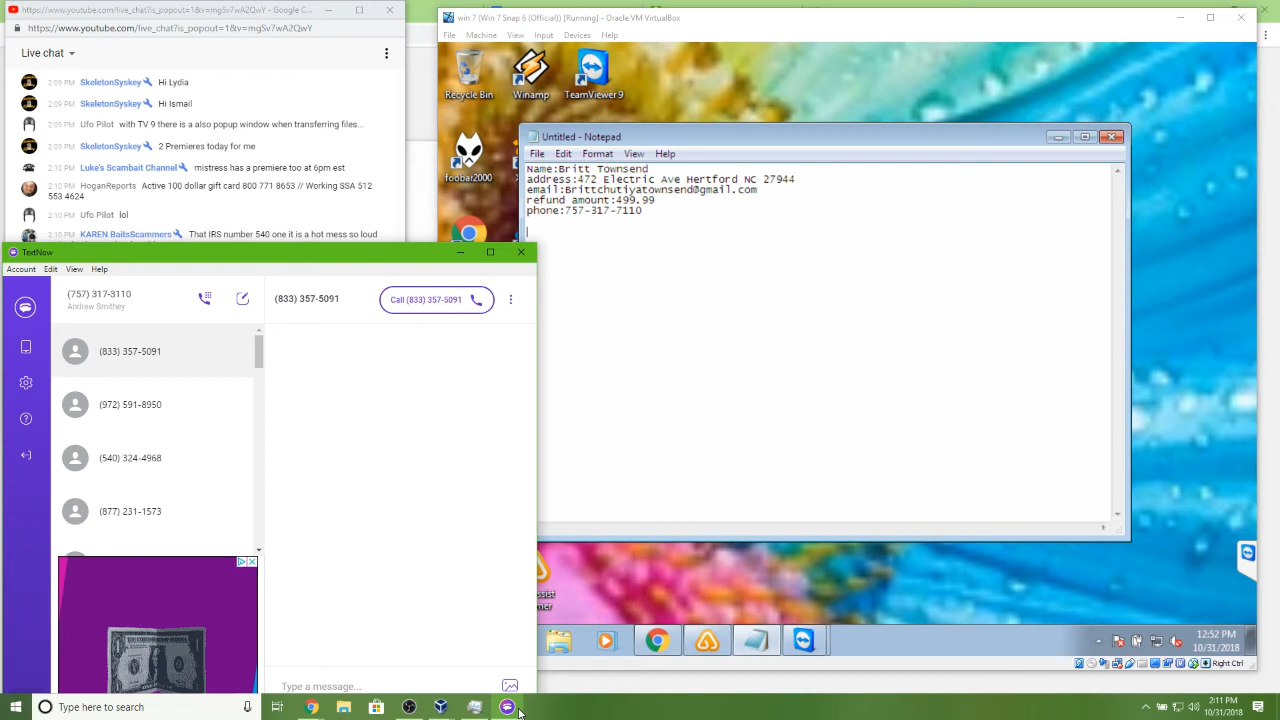 https://www.youtube.com/live_chat?is_popout=1&v=mgSv7wA2QwY - Google C...
https://www.youtube.com/live_chat?is_popout=1&v=mgSv7wA2QwY
Live chat
2:09 PM SkeletonSyskey Hi Lydia
2:09 PM SkeletonSyskey Hi Ismail
2:09 PM Ufo Pilot with TV 9 there is a also popup window when transferring files...
2:09 PM SkeletonSyskey 2 Premieres today for me
2:10 PM Luke's Scambait Channel mistress has a premiere too at 6pm est
2:10 PM HoganReports Active 100 dollar gift card 800 771 8653 // Working SSA 512
553 4624
2:10 PM Ufo Pilot lol
2:10 PM KAREN BaitsScammers That IRS number 540 one it is a hot mess so loud
TextNow
Account Edit View Help
(757) 317-3110
Andrew Smithey
(833) 357-5091
Call (833) 357-5091
(833) 357-5091
(972) 591-8950
(540) 324-4968
(877) 231-1573
Type a message...
win 7 (Win 7 Snap 6 (Official)) [Running] - Oracle VM VirtualBox
File Machine View Input Devices Help
Recycle Bin
Winamp
TeamViewer 9
foobar2000
Untitled - Notepad
File Edit Format View Help
Name:Britt Townsend
address:472 Electric Ave Hertford NC 27944
email:Brittchutiyatownsend@gmail.com
refund amount:499.99
phone:757-317-7110
12:52 PM
10/31/2018
Right Ctrl
Type here to search
2:11 PM
10/31/2018